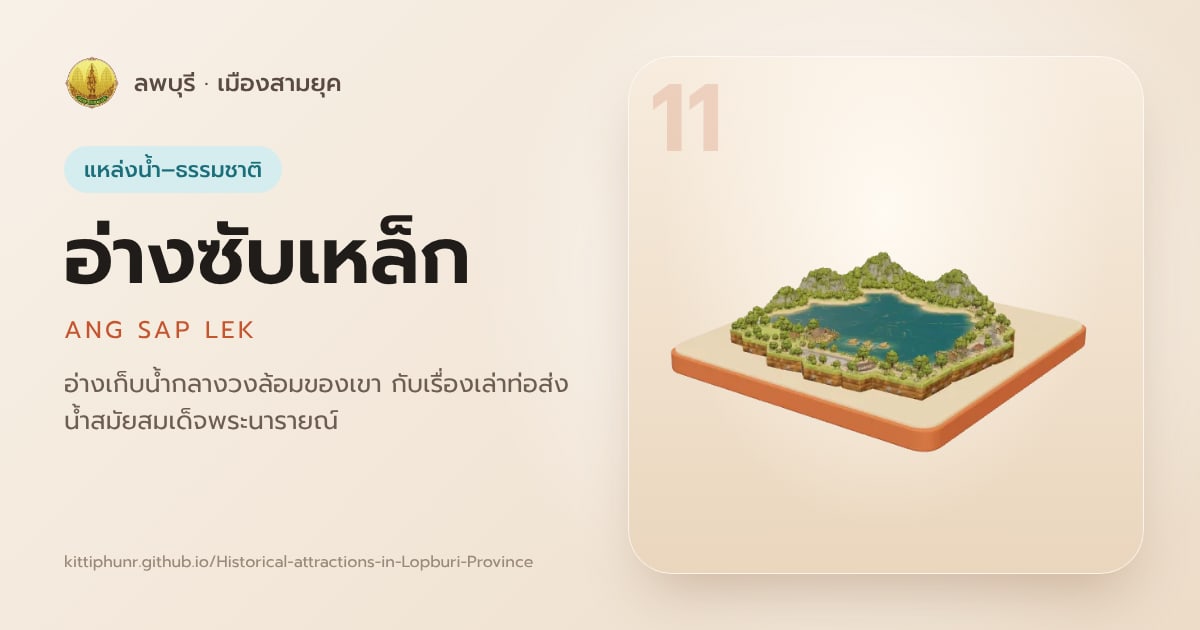 ลพบุรี · เมืองสามยุค
แหล่งน้ำ–ธรรมชาติ
อ่างซับเหล็ก
ANG SAP LEK
อ่างเก็บน้ำกลางวงล้อมของเขา กับเรื่องเล่าท่อส่ง
น้ำสมัยสมเด็จพระนารายณ์
kittiphunr.github.io/Historical-attractions-in-Lopburi-Province
11